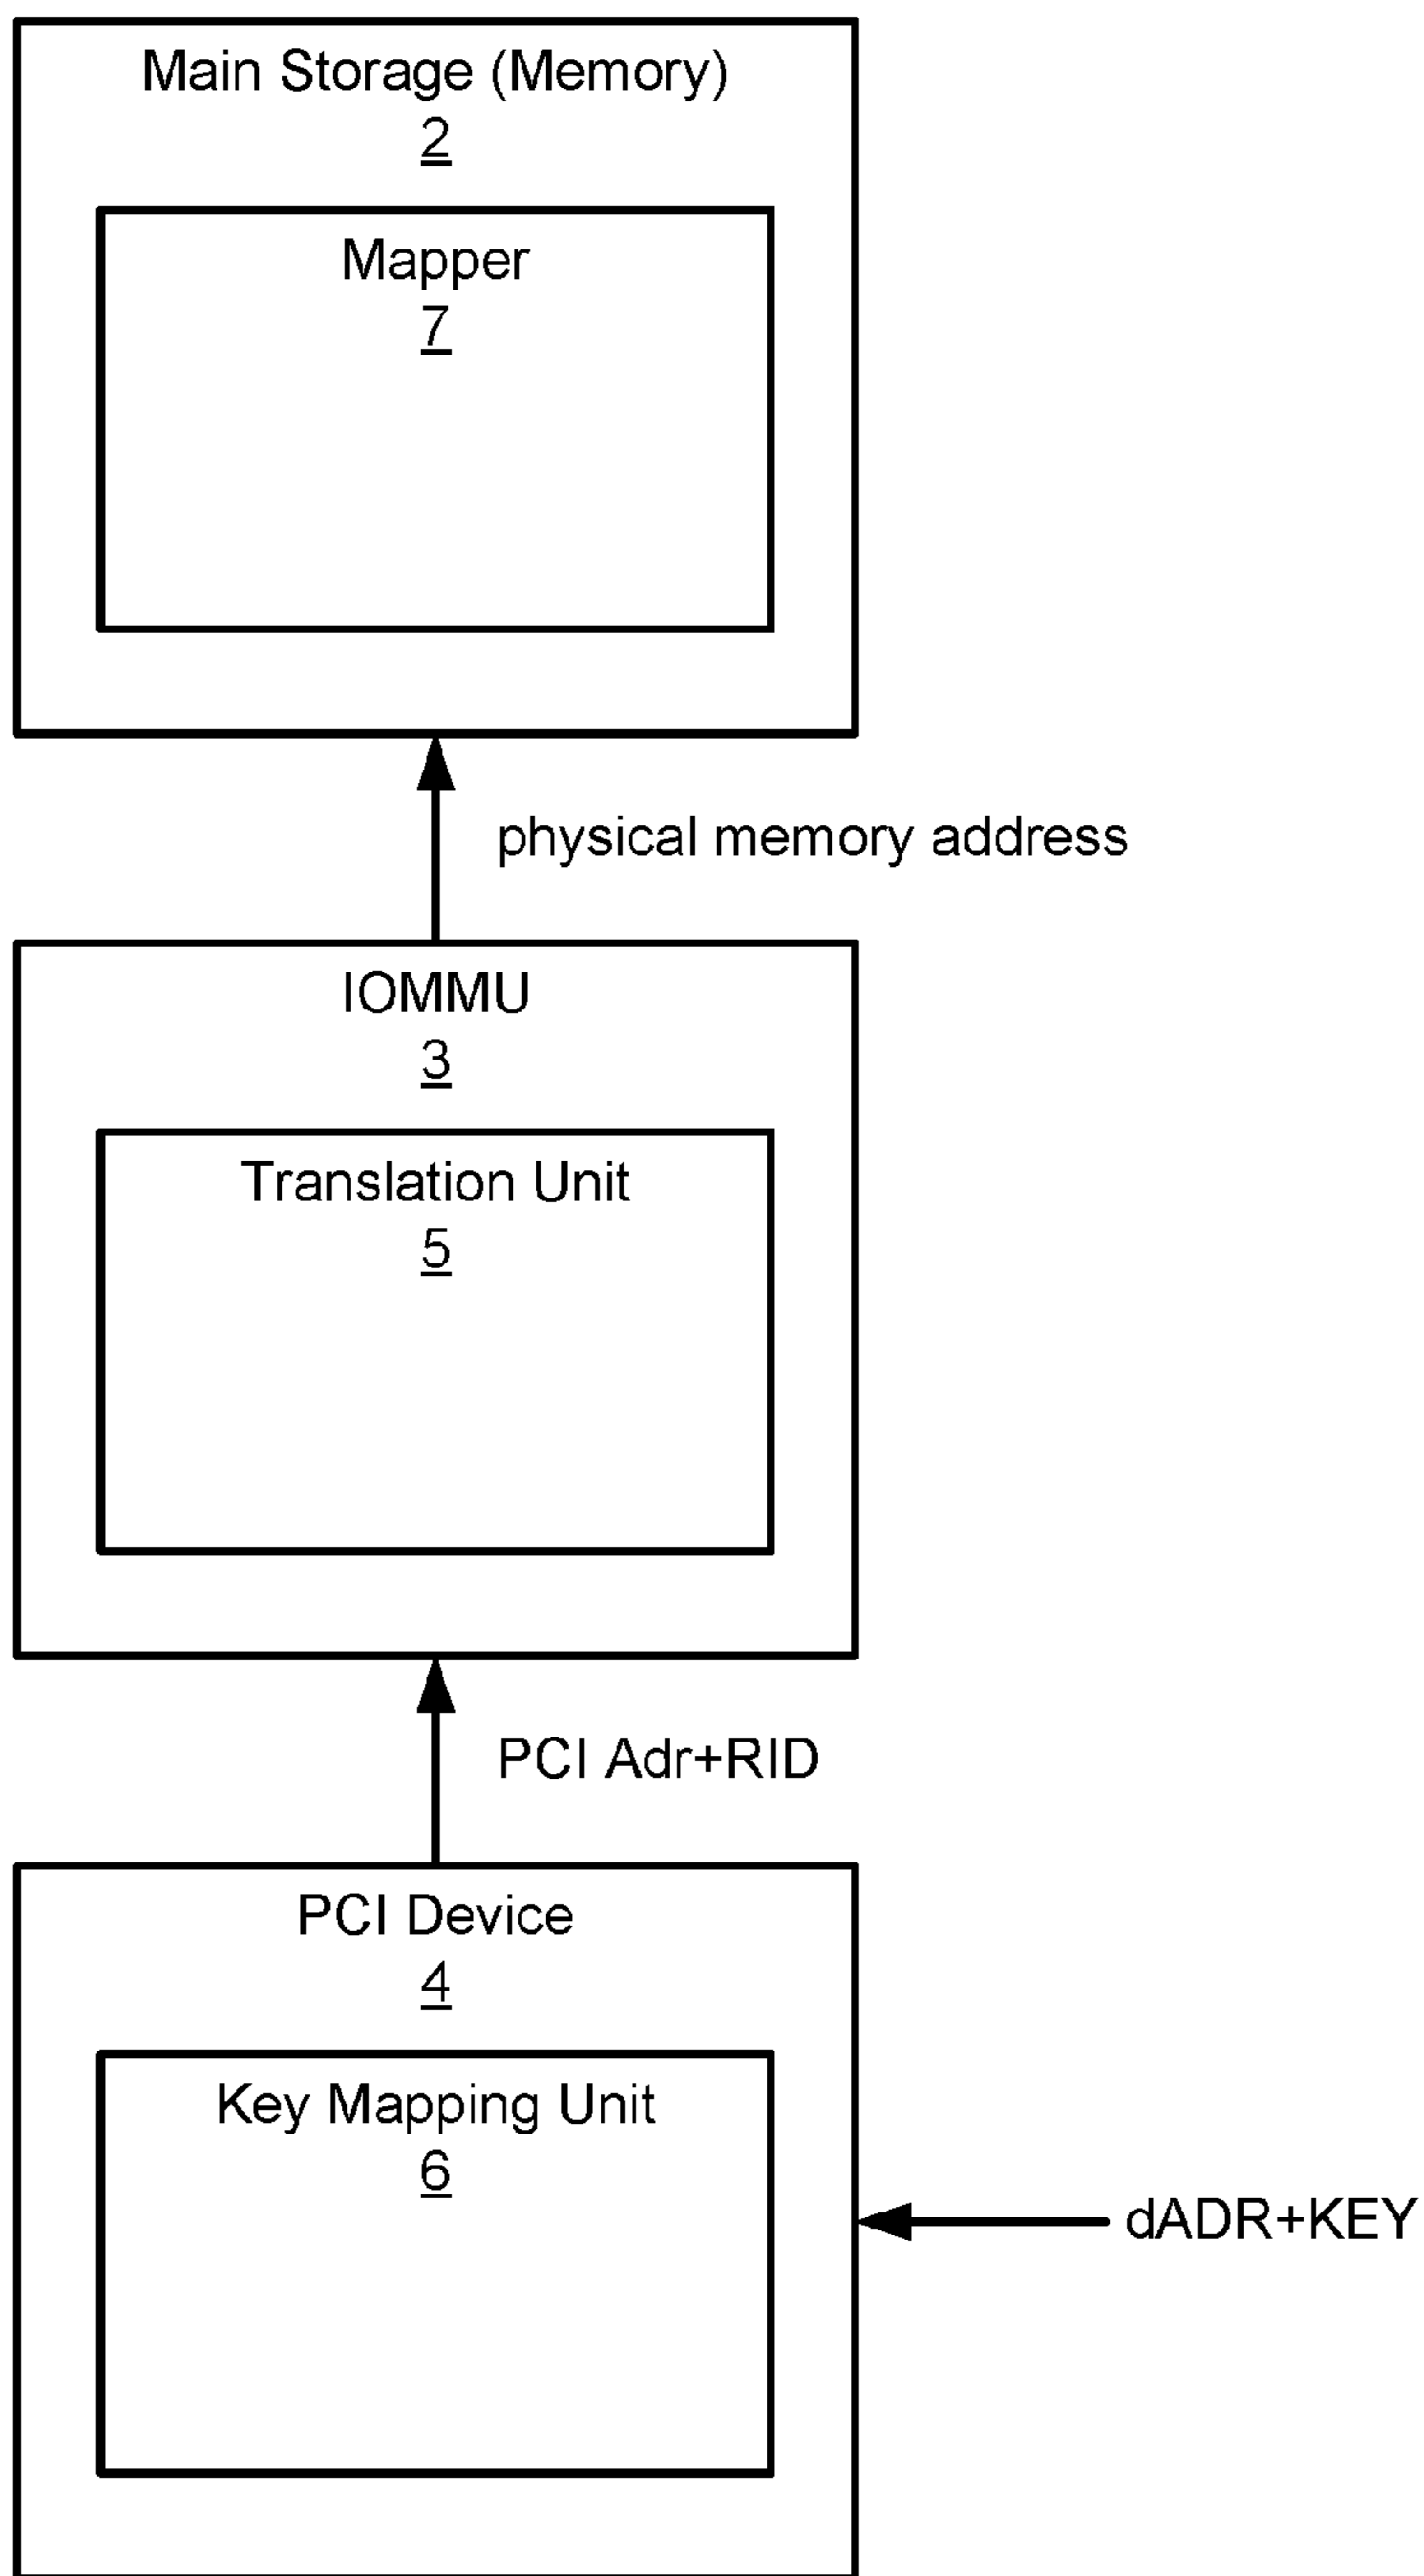 Main Storage (Memory)
2
Mapper
7
physical memory address
IOMMU
3
Translation Unit
5
PCI Adr+RID
PCI Device
4
Key Mapping Unit
6
dADR+KEY